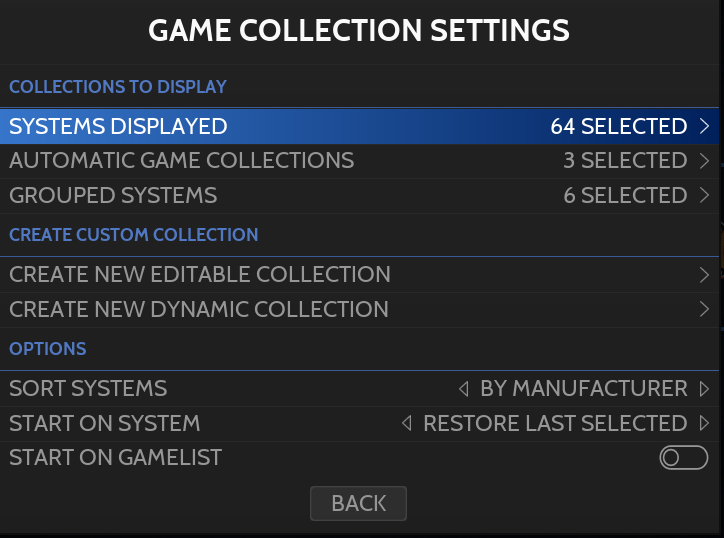 GAME COLLECTION SETTINGS
COLLECTIONS TO DISPLAY
SYSTEMS DISPLAYED 64 SELECTED
AUTOMATIC GAME COLLECTIONS 3 SELECTED
GROUPED SYSTEMS 6 SELECTED
CREATE CUSTOM COLLECTION
CREATE NEW EDITABLE COLLECTION
CREATE NEW DYNAMIC COLLECTION
OPTIONS
SORT SYSTEMS BY MANUFACTURER
START ON SYSTEM RESTORE LAST SELECTED
START ON GAMELIST
BACK